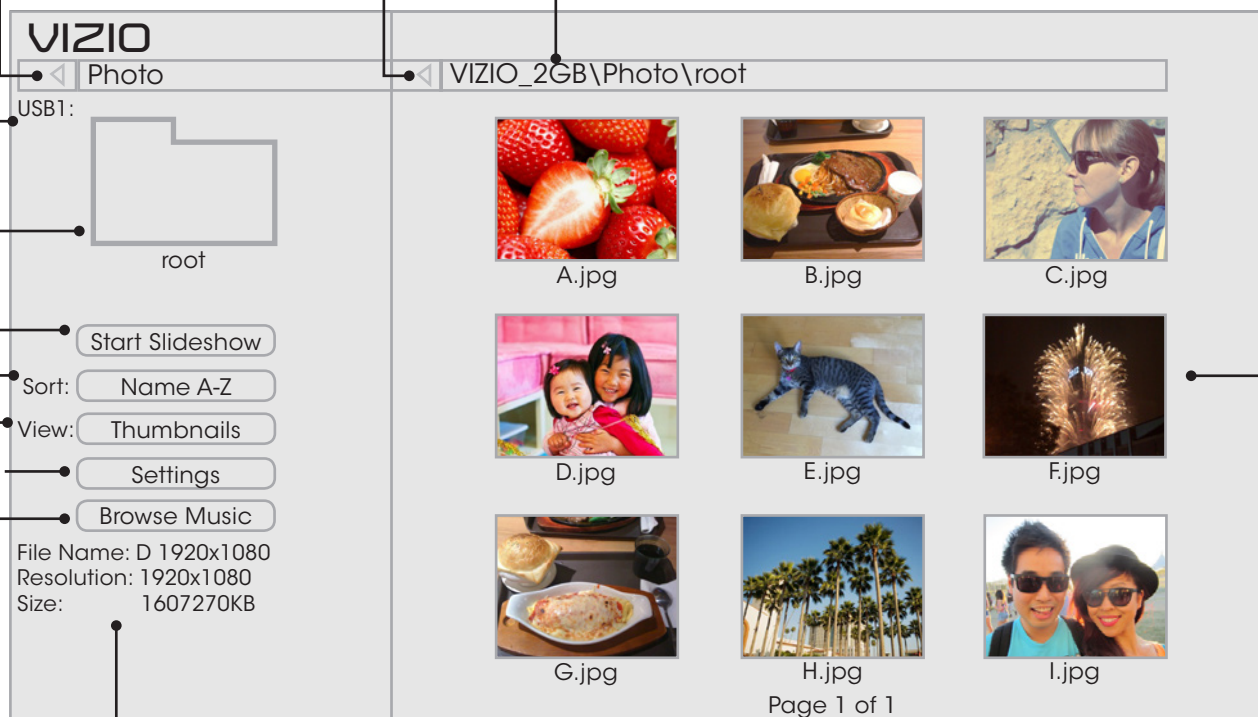 VIZIO
Photo
USB1:
root
Start Slideshow
Sort: Name A-Z
View: Thumbnails
Settings
Browse Music
File Name: D 1920x1080
Resolution: 1920x1080
Size: 1607270KB
VIZIO_2GB\Photo\root
A.jpg
B.jpg
C.jpg
D.jpg
E.jpg
F.jpg
G.jpg
H.jpg
I.jpg
Page 1 of 1